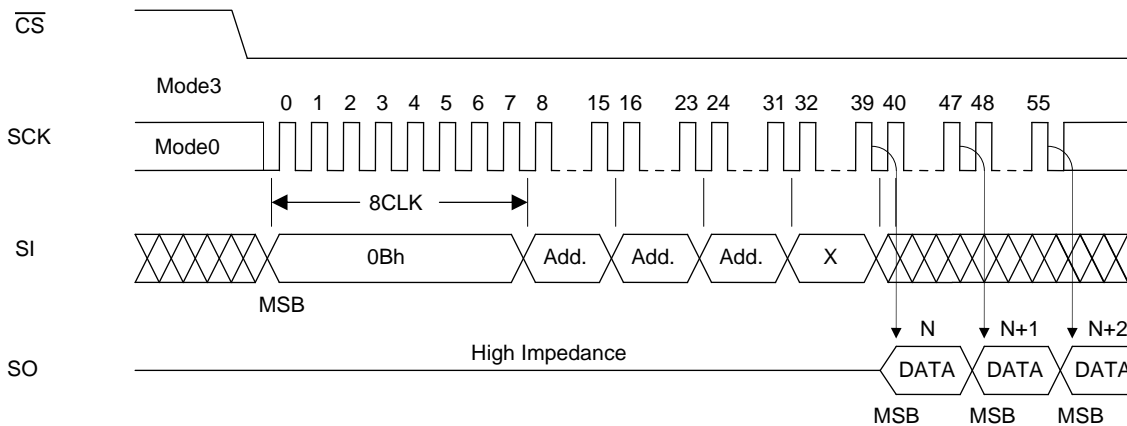 CS
Mode3
0 1 2 3 4 5 6 7 8 15 16 23 24 31 32 39 40 47 48 55
SCK
Mode0
8CLK
SI
0Bh Add. Add. Add. X
MSB
N N+1 N+2
High Impedance
SO
DATA DATA DATA
MSB MSB MSB